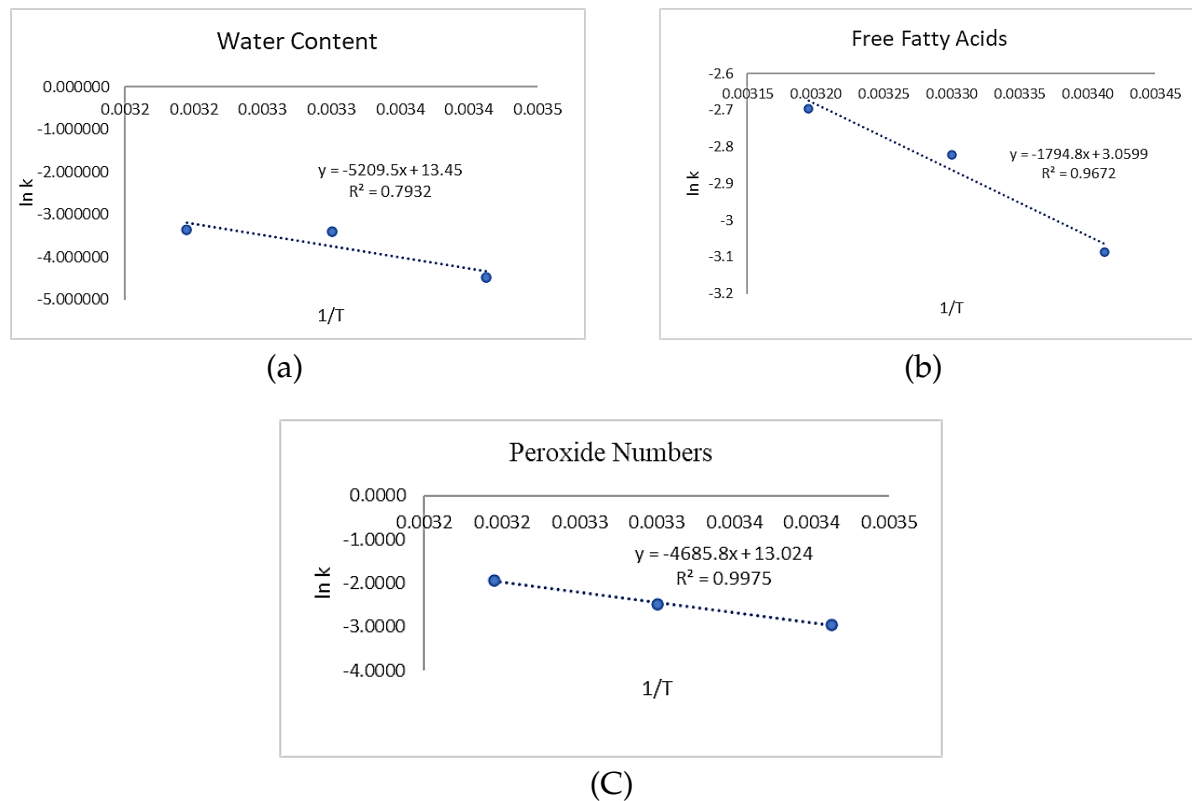 Water Content
0.000000
0.0032 0.0032 0.0033 0.0033 0.0034 0.0034 0.0035
-1.000000
-2.000000
-3.000000
-4.000000
-5.000000
ln k
y = -5209.5x + 13.45
R² = 0.7932
1/T
(a)
Free Fatty Acids
-2.6
0.00315 0.00320 0.00325 0.00330 0.00335 0.00340 0.00345
-2.7
-2.8
-2.9
-3
-3.1
-3.2
ln k
y = -1794.8x + 3.0599
R² = 0.9672
1/T
(b)
Peroxide Numbers
0.0000
0.0032 0.0032 0.0033 0.0033 0.0034 0.0034 0.0035
-1.0000
-2.0000
-3.0000
-4.0000
ln k
y = -4685.8x + 13.024
R² = 0.9975
1/T
(C)